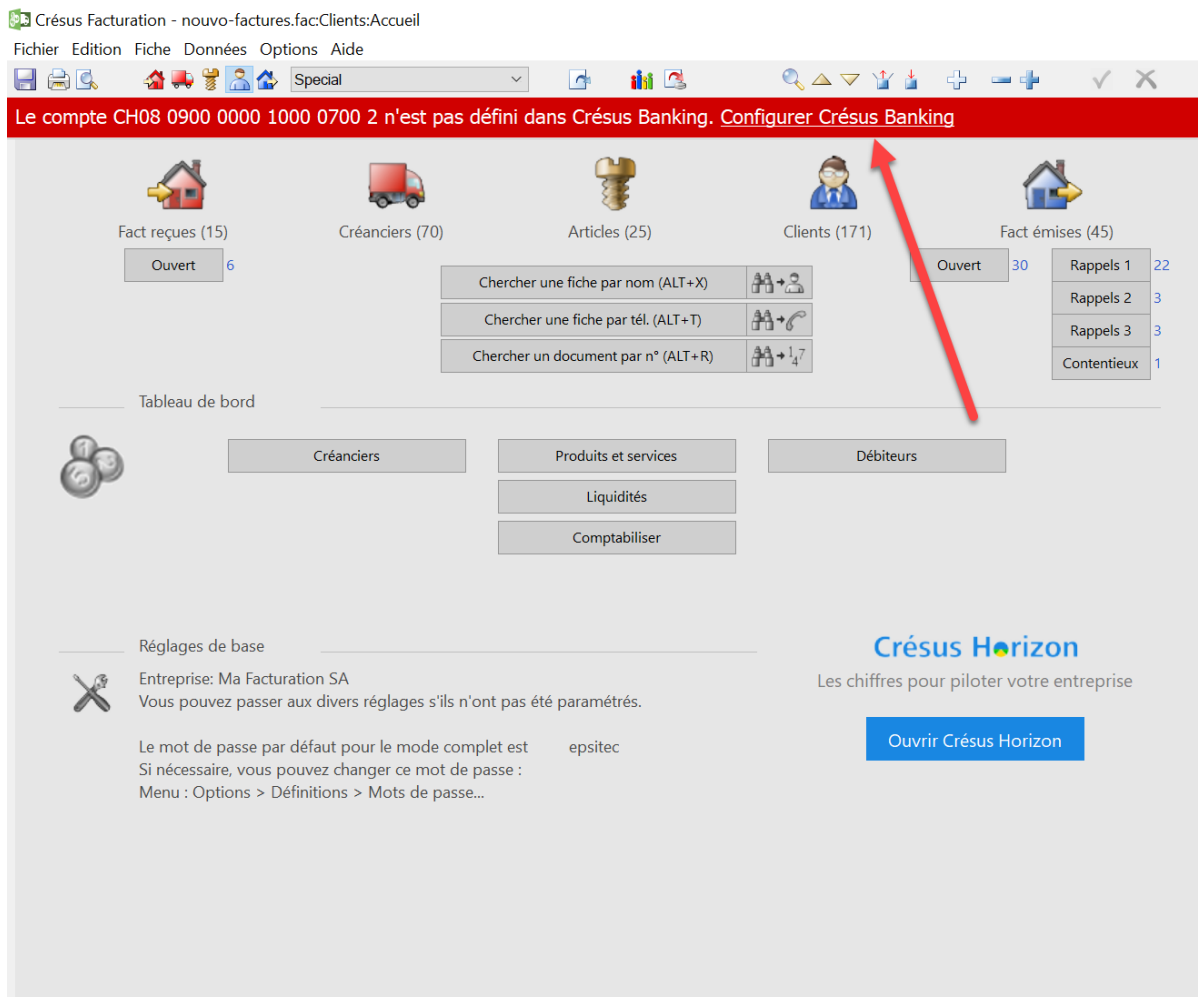 Crésus Facturation - nouvo-factures.fac:Clients:Accueil
Fichier Edition Fiche Données Options Aide
Special
Le compte CH08 0900 0000 1000 0700 2 n'est pas défini dans Crésus Banking. Configurer Crésus Banking
Fact reçues (15) Créanciers (70) Articles (25) Clients (171) Fact émises (45)
Ouvert 6 Ouvert 30 Rappels 1 22
Chercher une fiche par nom (ALT+X)
Rappels 2 3
Chercher une fiche par tél. (ALT+T)
Rappels 3 3
Chercher un document par n° (ALT+R)
Contentieux 1
Tableau de bord
Créanciers Produits et services Débiteurs
Liquidités
Comptabiliser
Réglages de base
Entreprise: Ma Facturation SA
Vous pouvez passer aux divers réglages s'ils n'ont pas été paramétrés.
Le mot de passe par défaut pour le mode complet est epsitec
Si nécessaire, vous pouvez changer ce mot de passe :
Menu : Options > Définitions > Mots de passe...
Crésus Horizon
Les chiffres pour piloter votre entreprise
Ouvrir Crésus Horizon